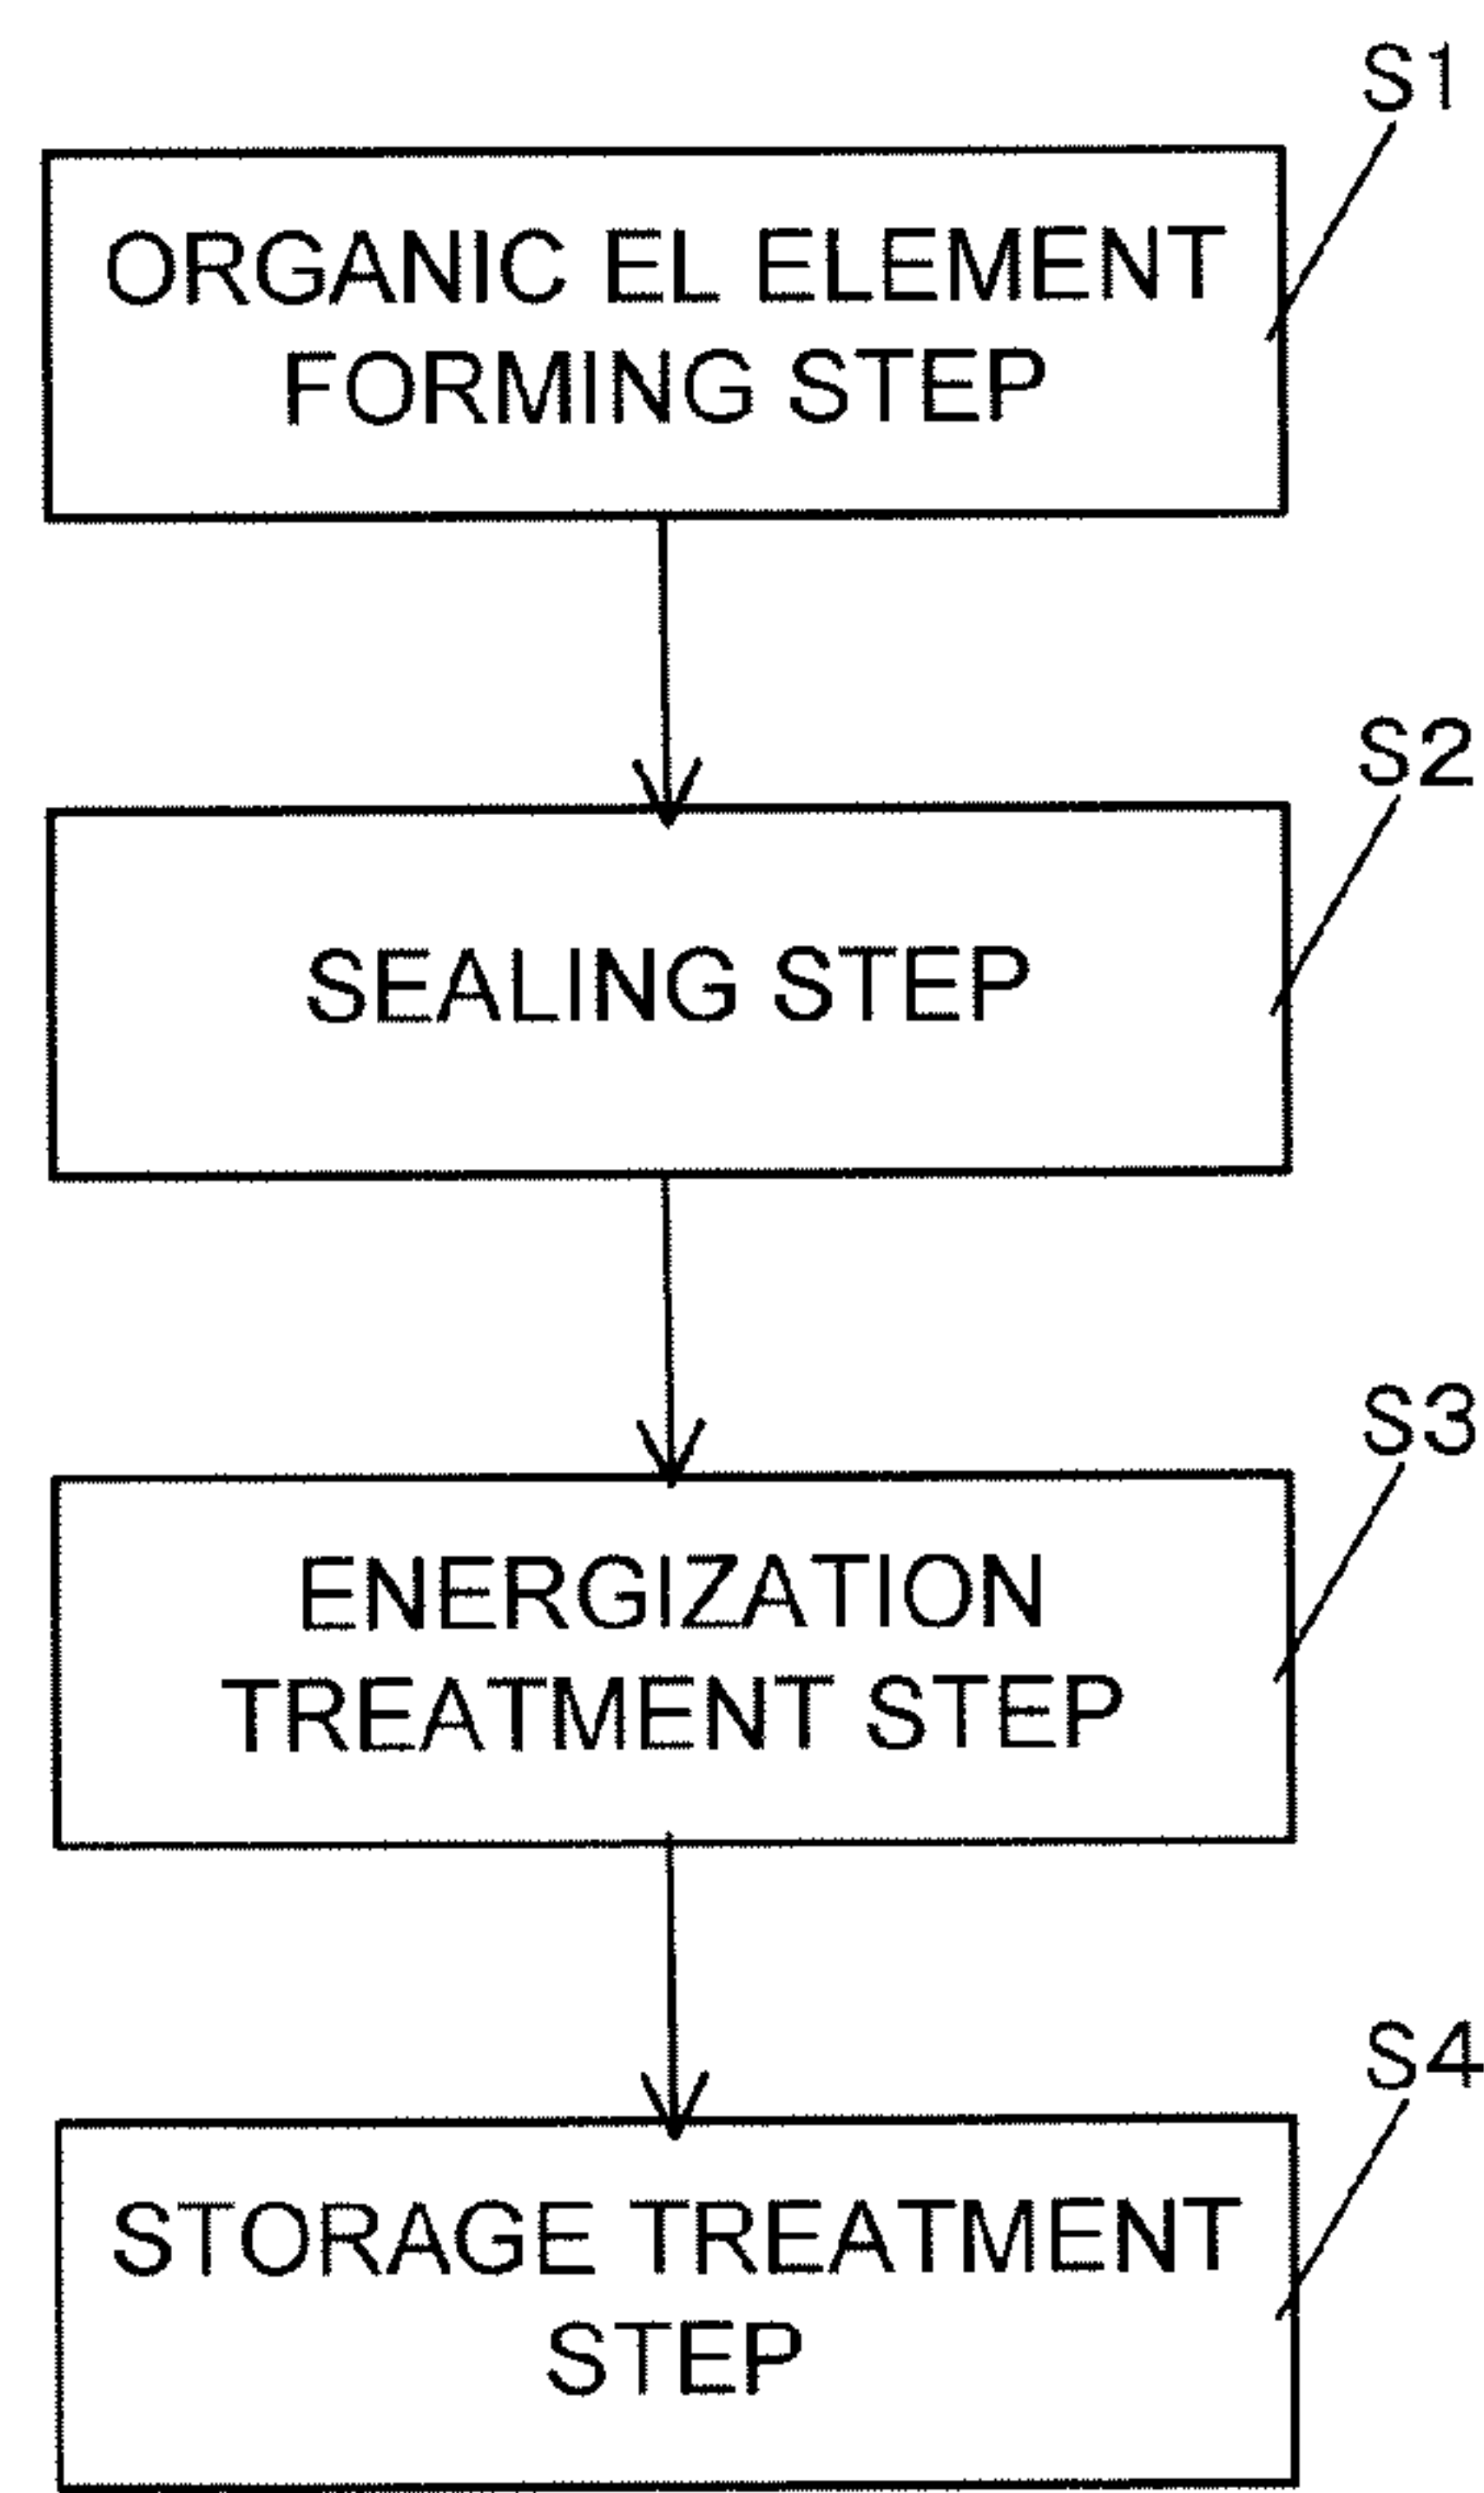 S1
ORGANIC EL ELEMENT
FORMING STEP
S2
SEALING STEP
S3
ENERGIZATION
TREATMENT STEP
S4
STORAGE TREATMENT
STEP